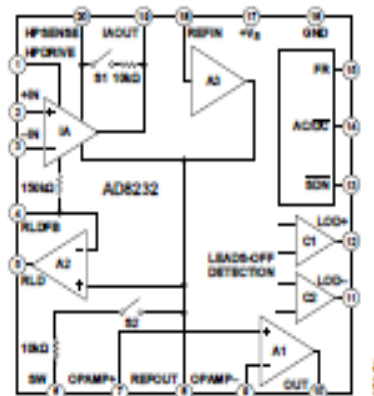 20 19 18 17 16
HPSENSE IAOUT REFIN +VS GND
HPDRIVE
1
S1 10kΩ
A3
FR 15
+IN
2
IA
AC/DC 14
-IN
3
150kΩ
AD8232
SDN 13
4
RLDFB
LOD+
C1
12
A2
LEADS-OFF
DETECTION
5
RLD
LOD-
C2
11
S2
10kΩ
A1
SW OPAMP+ REFOUT OPAMP- OUT
6 7 8 9 10